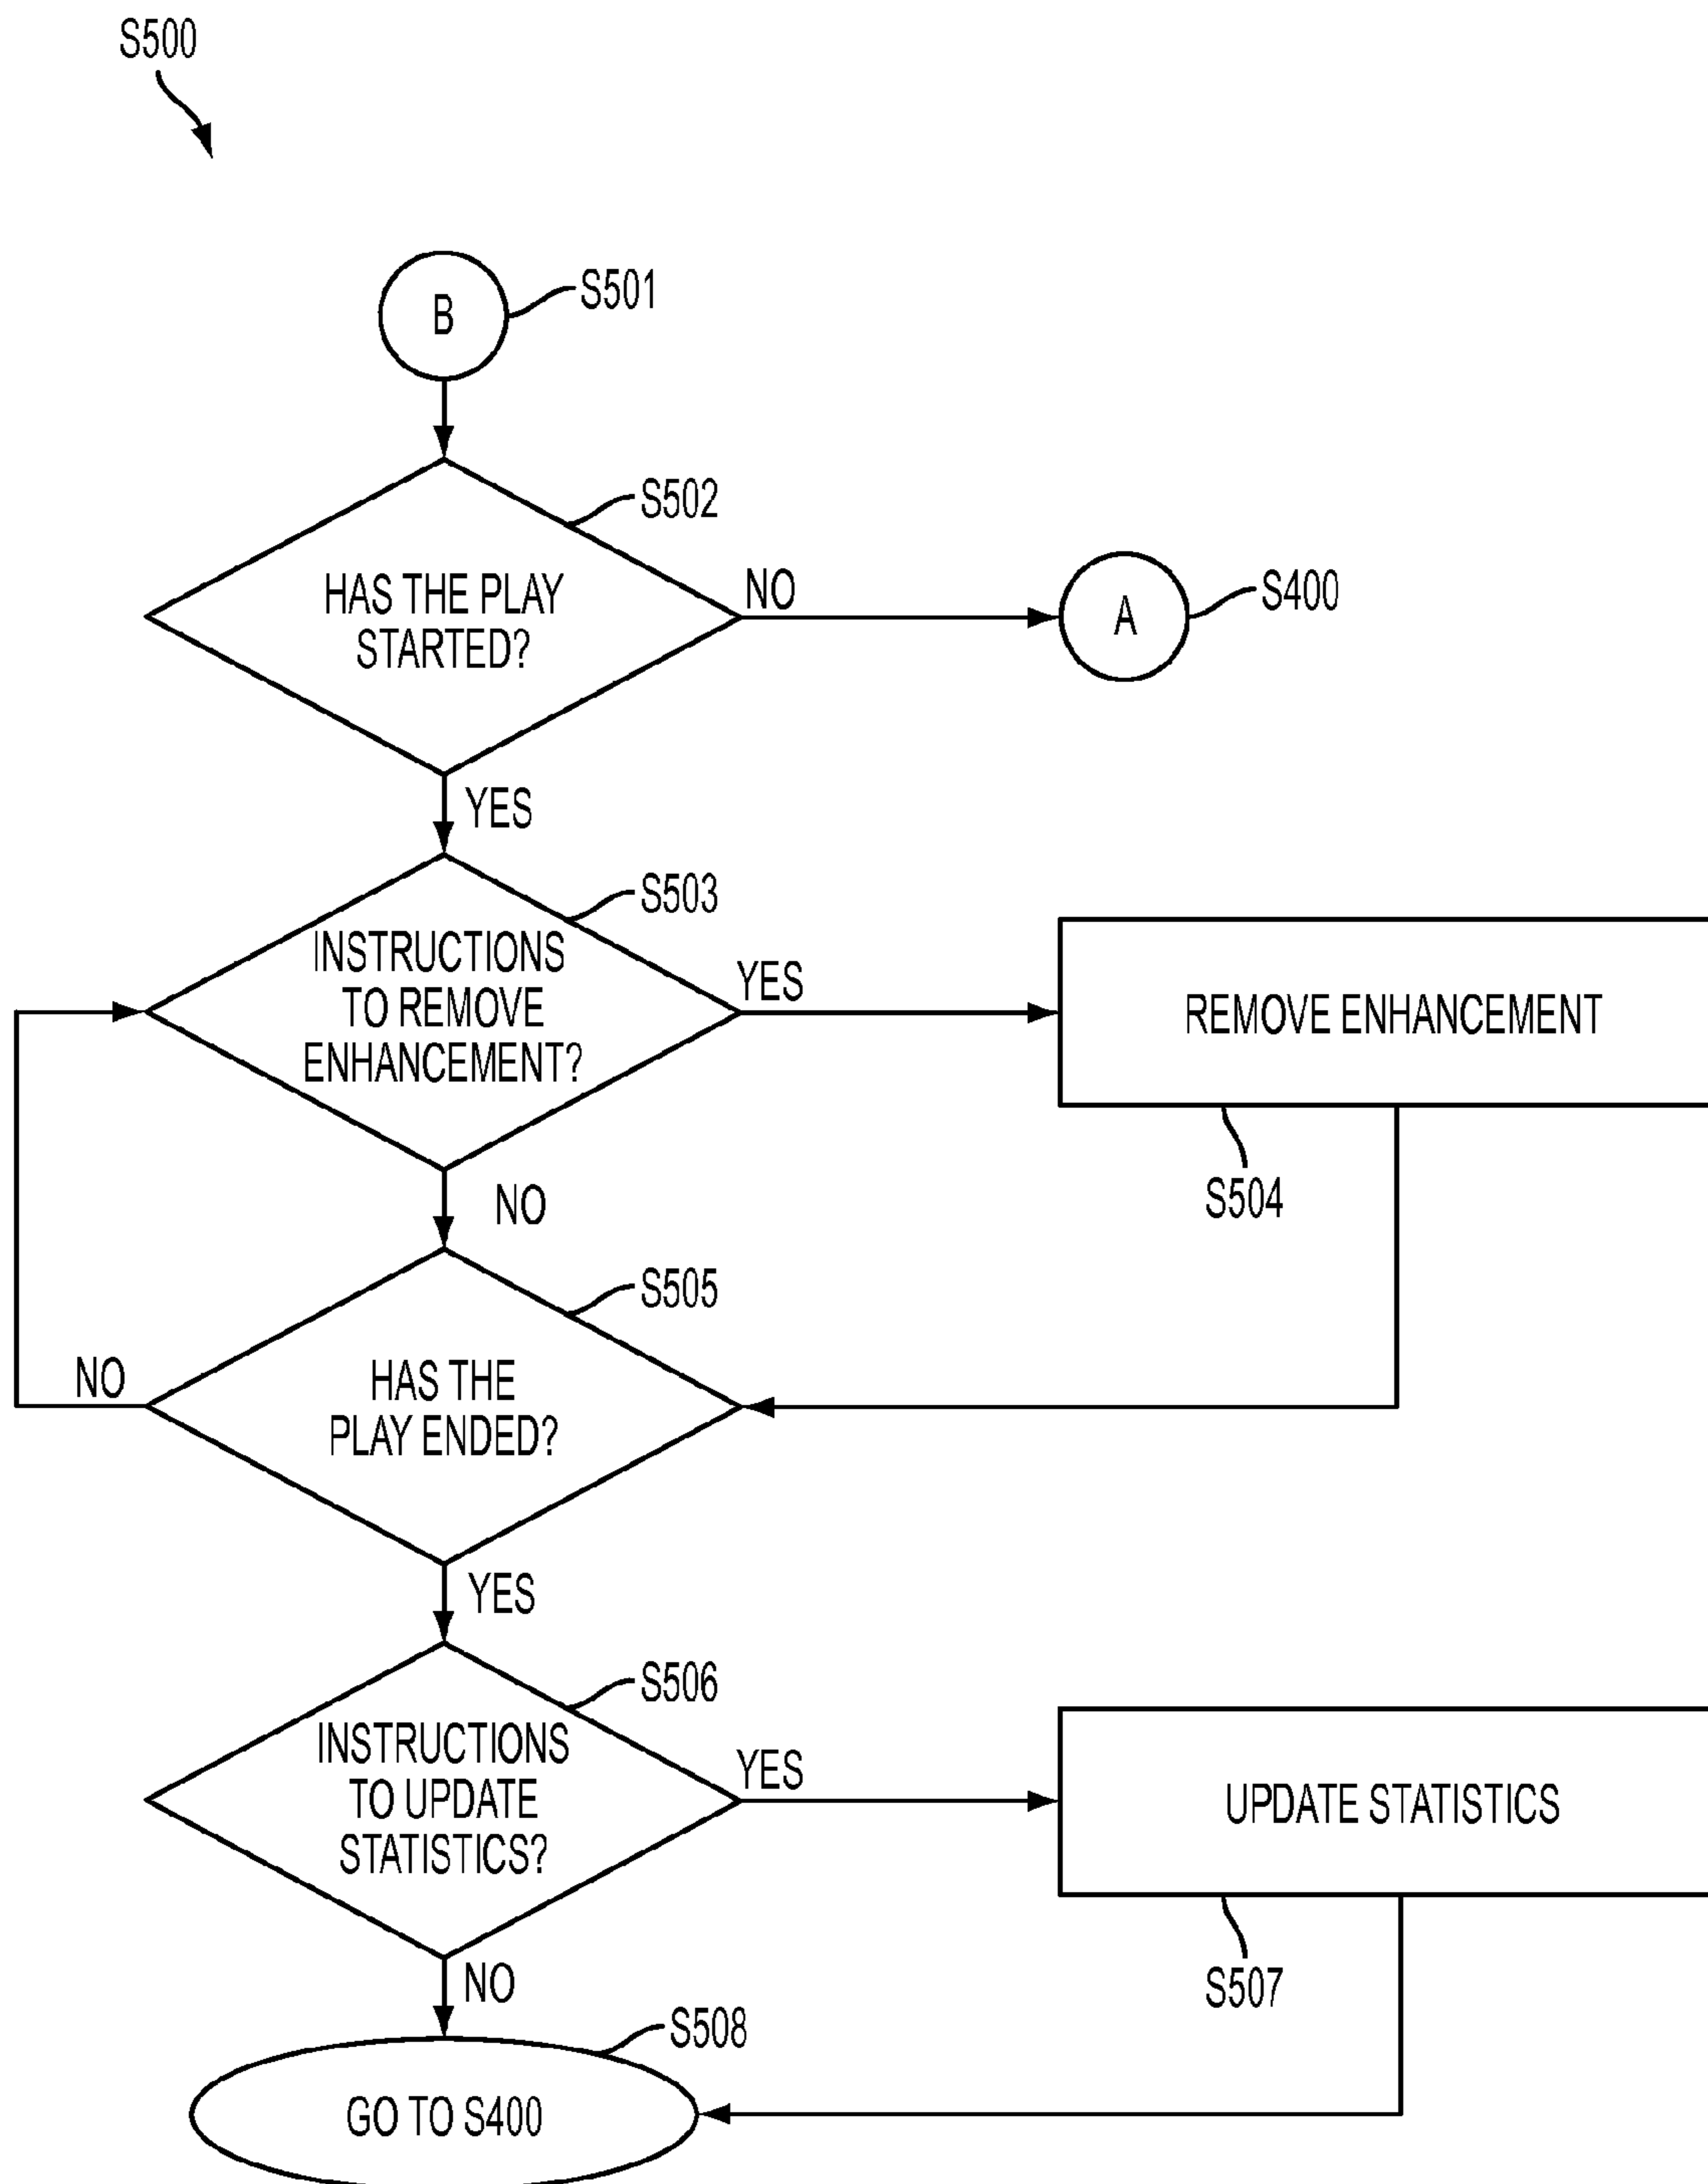 S500
B
S501
S502
HAS THE PLAY
STARTED?
NO
A
S400
YES
S503
INSTRUCTIONS
TO REMOVE
ENHANCEMENT?
YES
REMOVE ENHANCEMENT
S504
NO
S505
HAS THE
PLAY ENDED?
NO
YES
S506
INSTRUCTIONS
TO UPDATE
STATISTICS?
YES
UPDATE STATISTICS
S507
NO
S508
GO TO S400